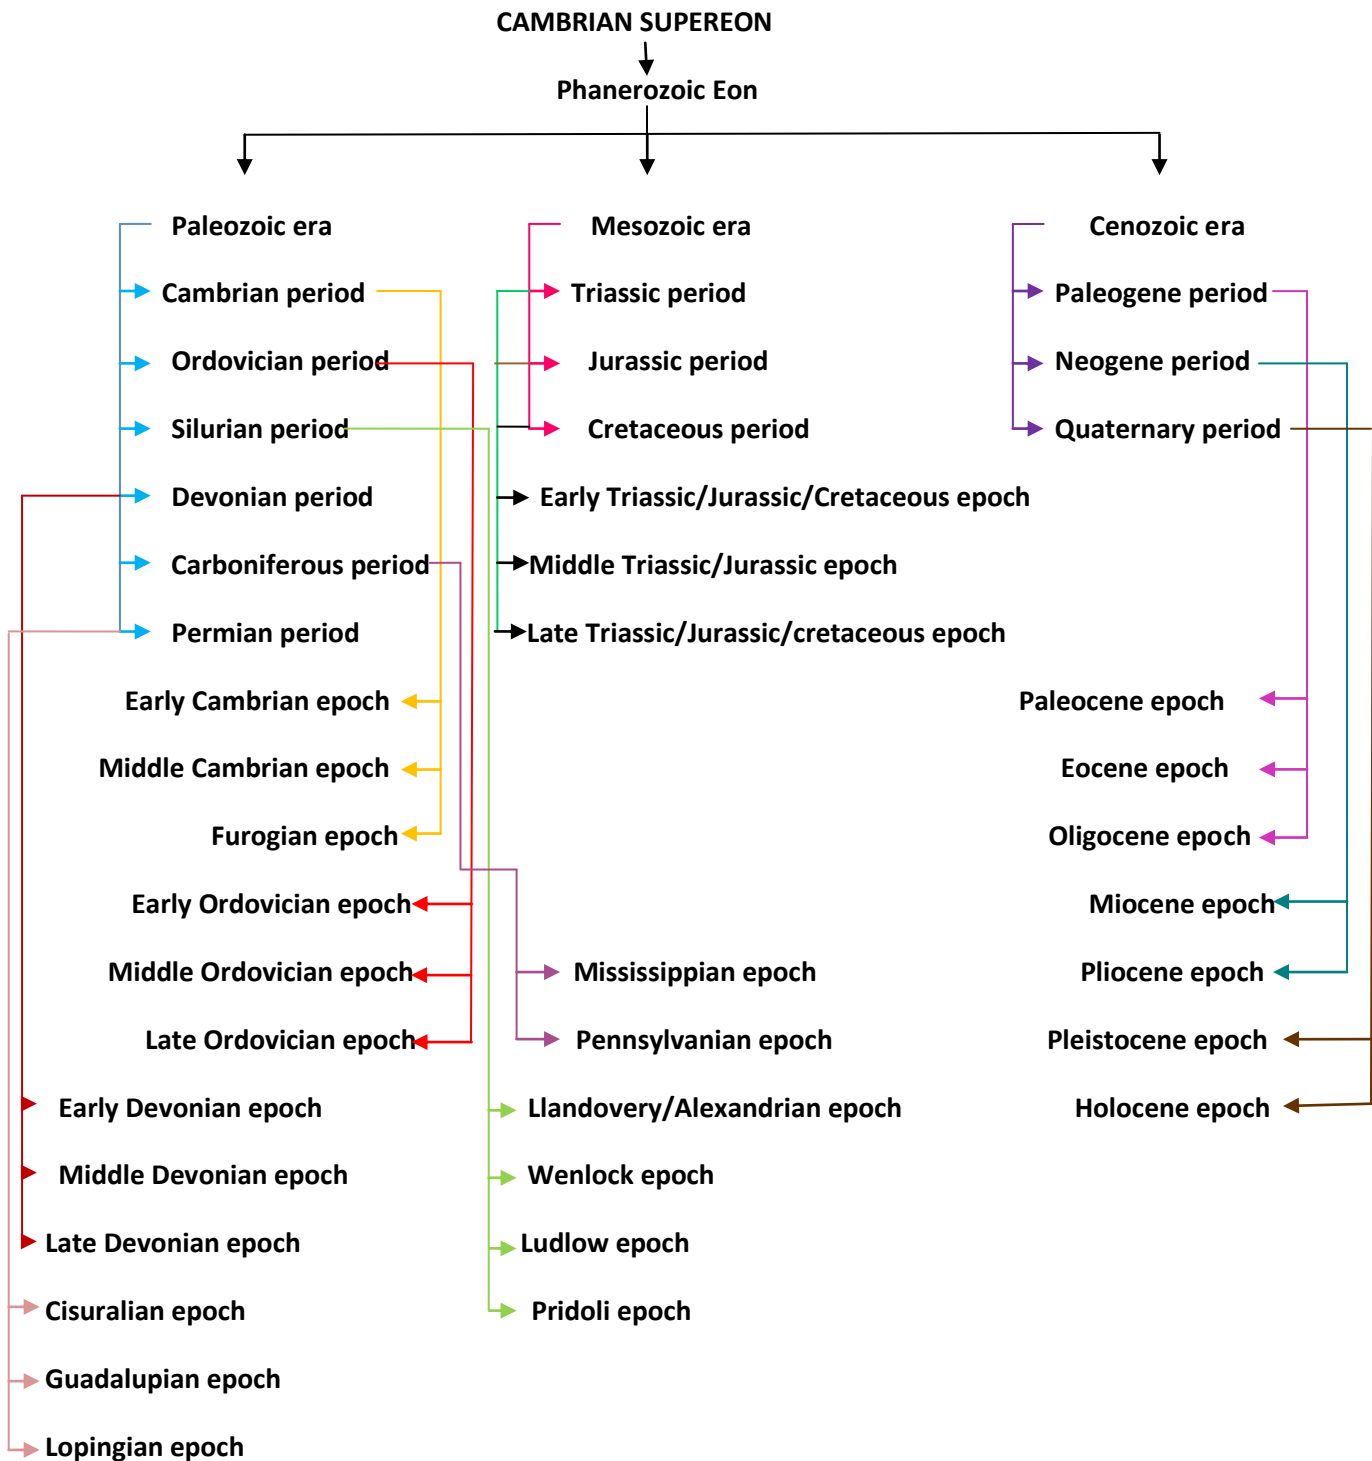 CAMBRIAN SUPEREON
Phanerozoic Eon
Paleozoic era
Mesozoic era
Cenozoic era
Cambrian period
Triassic period
Paleogene period
Ordovician period
Jurassic period
Neogene period
Silurian period
Cretaceous period
Quaternary period
Devonian period
Early Triassic/Jurassic/Cretaceous epoch
Carboniferous period
Middle Triassic/Jurassic epoch
Permian period
Late Triassic/Jurassic/cretaceous epoch
Early Cambrian epoch
Paleocene epoch
Middle Cambrian epoch
Eocene epoch
Furogian epoch
Oligocene epoch
Early Ordovician epoch
Miocene epoch
Middle Ordovician epoch
Mississippian epoch
Pliocene epoch
Late Ordovician epoch
Pennsylvanian epoch
Pleistocene epoch
Early Devonian epoch
Llandovery/Alexandrian epoch
Holocene epoch
Middle Devonian epoch
Wenlock epoch
Late Devonian epoch
Ludlow epoch
Cisuralian epoch
Pridoli epoch
Guadalupian epoch
Lopingian epoch